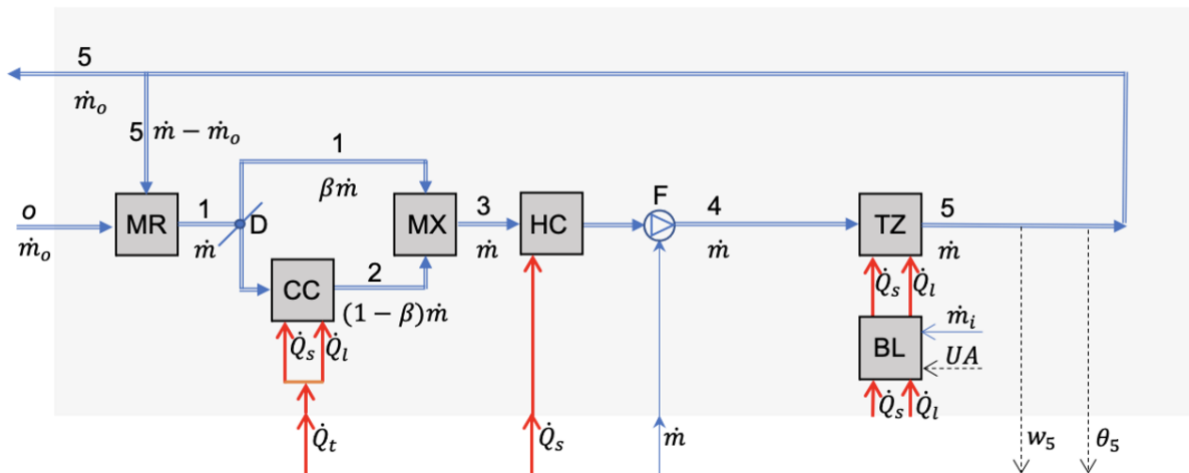 5
ṁₒ
5 ṁ − ṁₒ
1
βṁ
o
ṁₒ
MR
1
ṁ
D
MX
3
ṁ
HC
F
4
ṁ
TZ
5
ṁ
CC
2
(1 − β)ṁ
Q̇ₛ Q̇ₗ
Q̇ₛ Q̇ₗ
BL
ṁᵢ
UA
Q̇ₛ Q̇ₗ
Q̇ₜ
Q̇ₛ
ṁ
w₅
θ₅